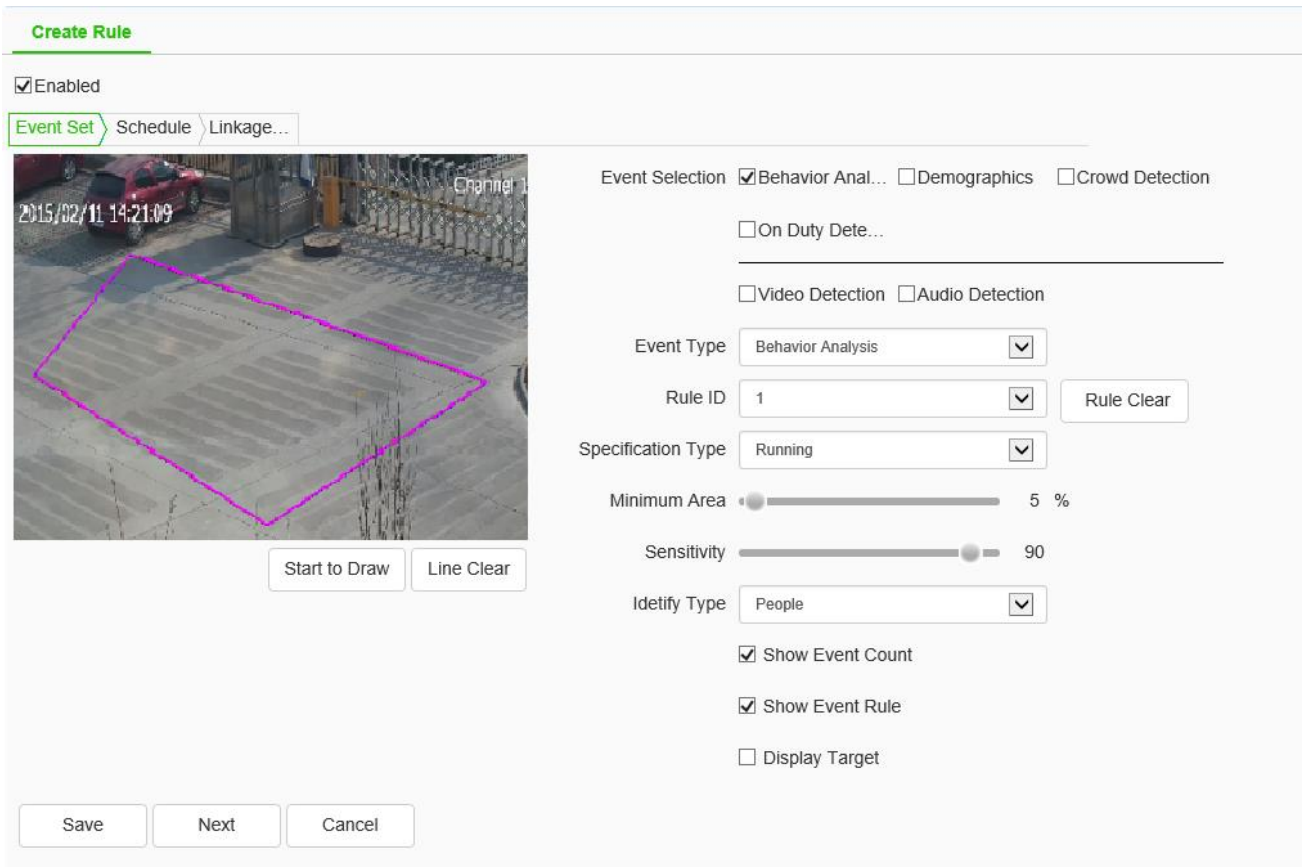 Create Rule
Enabled
Event Set Schedule Linkage...
Channel 1
2015/02/11 14:21:09
Event Selection Behavior Anal... Demographics Crowd Detection
On Duty Dete...
Video Detection Audio Detection
Event Type Behavior Analysis
Rule ID 1 Rule Clear
Specification Type Running
Minimum Area 5 %
Sensitivity 90
Start to Draw Line Clear
Idetify Type People
Show Event Count
Show Event Rule
Display Target
Save Next Cancel